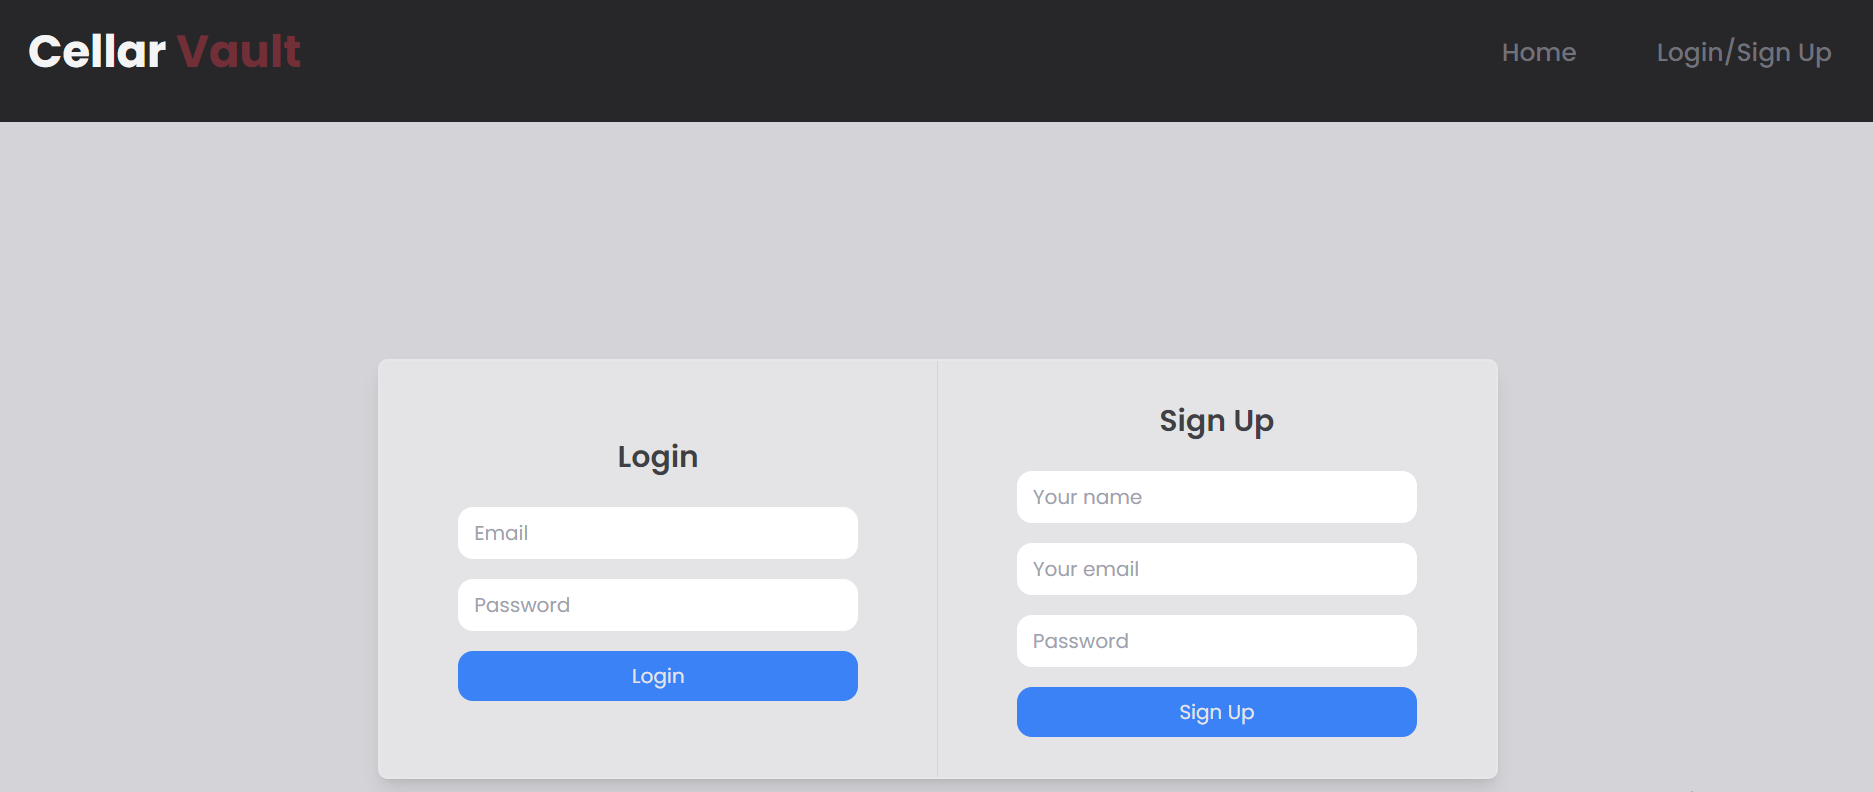 Cellar Vault
Home
Login/Sign Up
Login
Email
Password
Login
Sign Up
Your name
Your email
Password
Sign Up